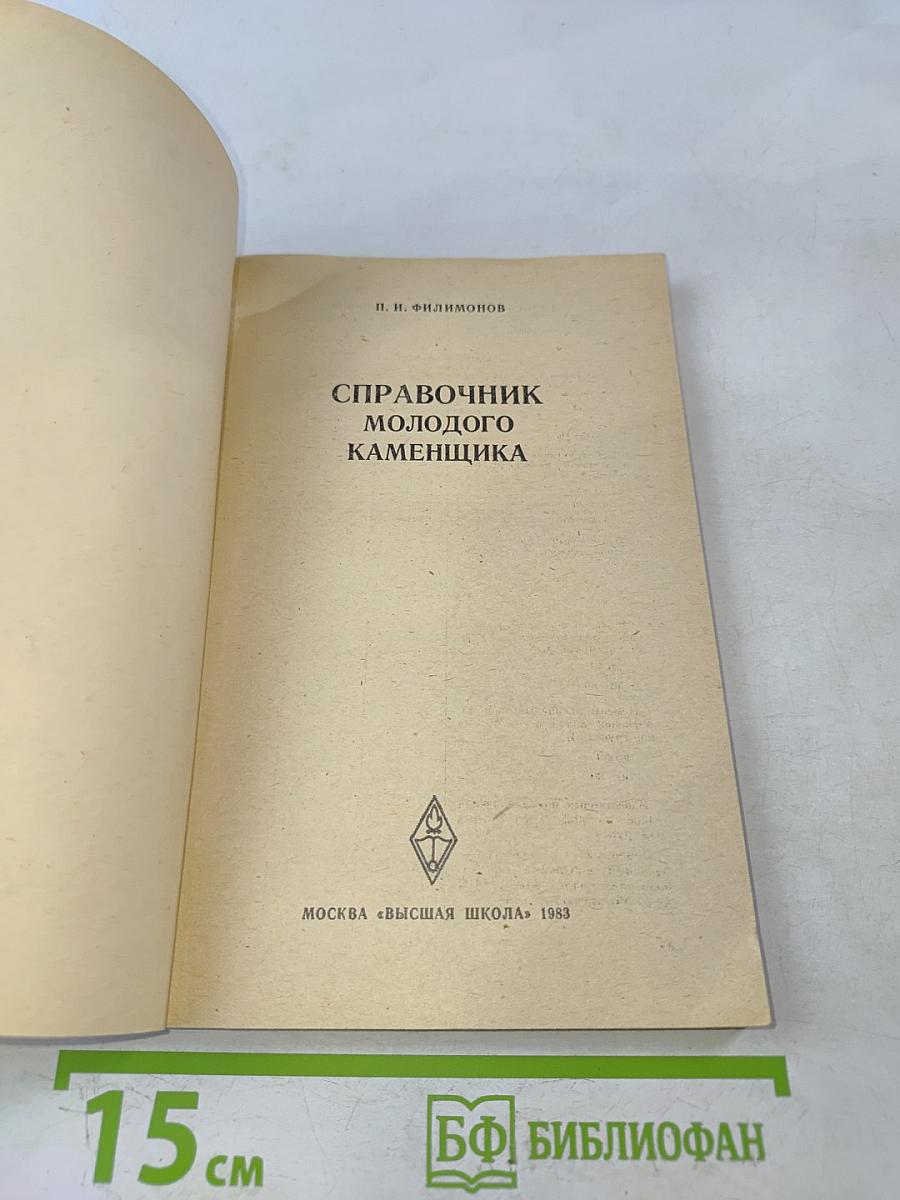 П. И. ФИЛИМОНОВ
СПРАВОЧНИК
МОЛОДОГО
КАМЕНЩИКА
МОСКВА «ВЫСШАЯ ШКОЛА» 1983
15 см
БФ БИБЛИОФАН